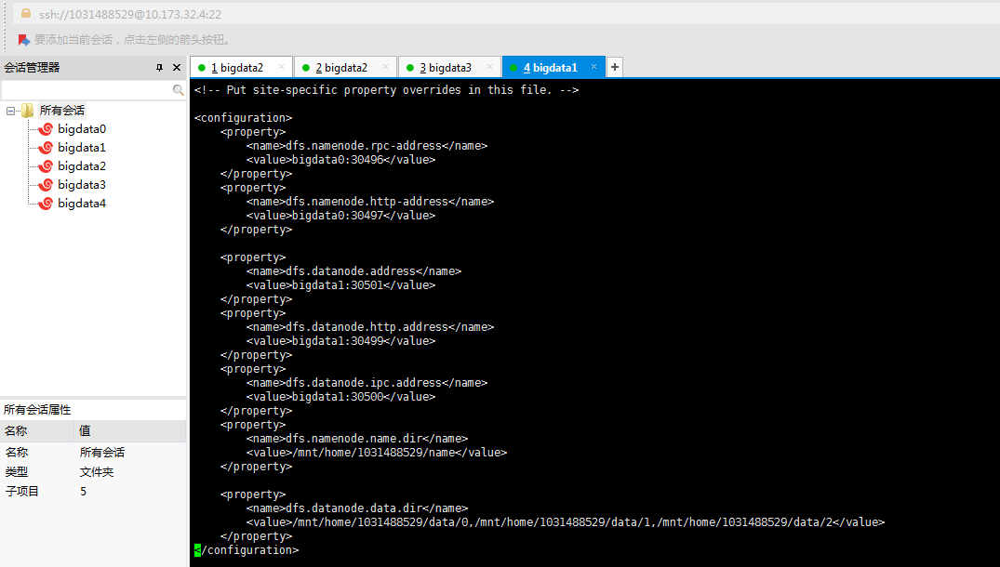 ssh://1031488529@10.173.32.4:22
要添加当前会话，点击左侧的箭头按钮。
会话管理器
所有会话
bigdata0
bigdata1
bigdata2
bigdata3
bigdata4
所有会话属性
名称 值
名称 所有会话
类型 文件夹
子项目 5
1 bigdata2 × 2 bigdata2 × 3 bigdata3 × 4 bigdata1 × +
<!-- Put site-specific property overrides in this file. -->
<configuration>
<property>
<name>dfs.namenode.rpc-address</name>
<value>bigdata0:30496</value>
</property>
<property>
<name>dfs.namenode.http-address</name>
<value>bigdata0:30497</value>
</property>
<property>
<name>dfs.datanode.address</name>
<value>bigdata1:30501</value>
</property>
<property>
<name>dfs.datanode.http.address</name>
<value>bigdata1:30499</value>
</property>
<property>
<name>dfs.datanode.ipc.address</name>
<value>bigdata1:30500</value>
</property>
<property>
<name>dfs.namenode.name.dir</name>
<value>/mnt/home/1031488529/name</value>
</property>
<property>
<name>dfs.datanode.data.dir</name>
<value>/mnt/home/1031488529/data/0,/mnt/home/1031488529/data/1,/mnt/home/1031488529/data/2</value>
</property>
</configuration>